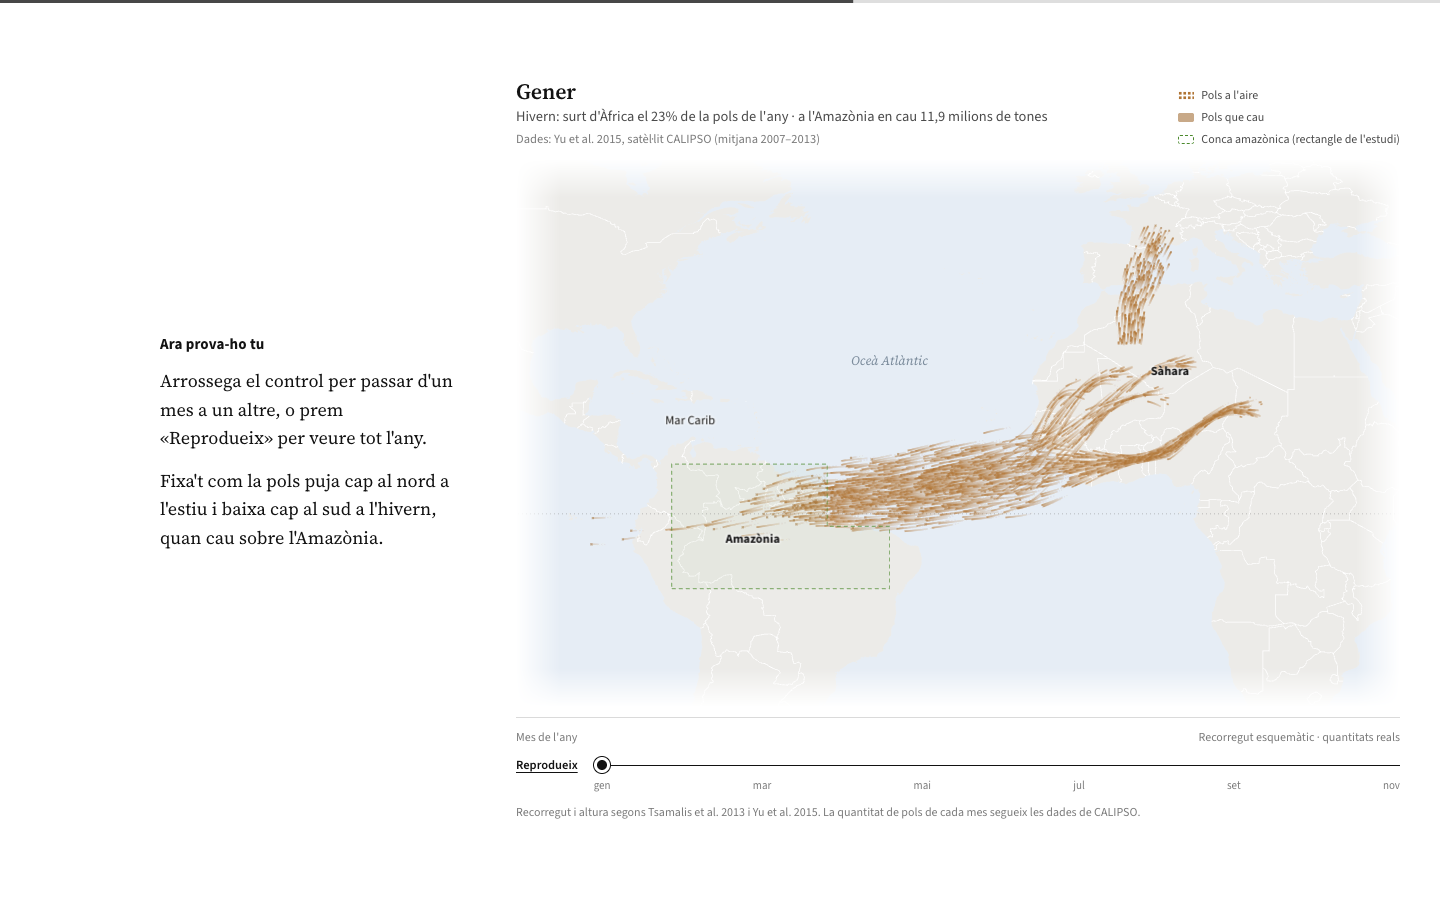 Gener
Hivern: surt d'Àfrica el 23% de la pols de l'any · a l'Amazònia en cau 11,9 milions de tones
Dades: Yu et al. 2015, satèl·lit CALIPSO (mitjana 2007–2013)
Pols a l'aire
Pols que cau
Conca amazònica (rectangle de l'estudi)
Ara prova-ho tu
Arrossega el control per passar d'un
mes a un altre, o prem
«Reprodueix» per veure tot l'any.
Fixa't com la pols puja cap al nord a
l'estiu i baixa cap al sud a l'hivern,
quan cau sobre l'Amazònia.
Oceà Atlàntic
Sàhara
Mar Carib
Amazònia
Mes de l'any
Recorregut esquemàtic · quantitats reals
Reprodueix
gen mar mai jul set nov
Recorregut i altura segons Tsamalis et al. 2013 i Yu et al. 2015. La quantitat de pols de cada mes segueix les dades de CALIPSO.